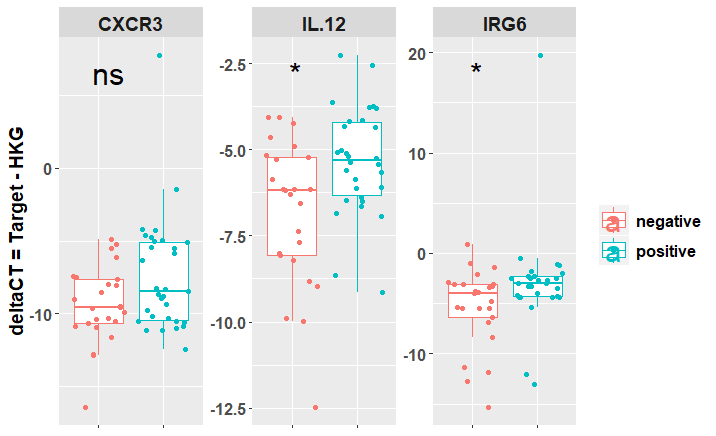 CXCR3
IL.12
IRG6
deltaCT = Target - HKG
0
-10
ns
-2.5
-5.0
-7.5
-10.0
-12.5
*
20
10
0
-10
*
a negative
a positive